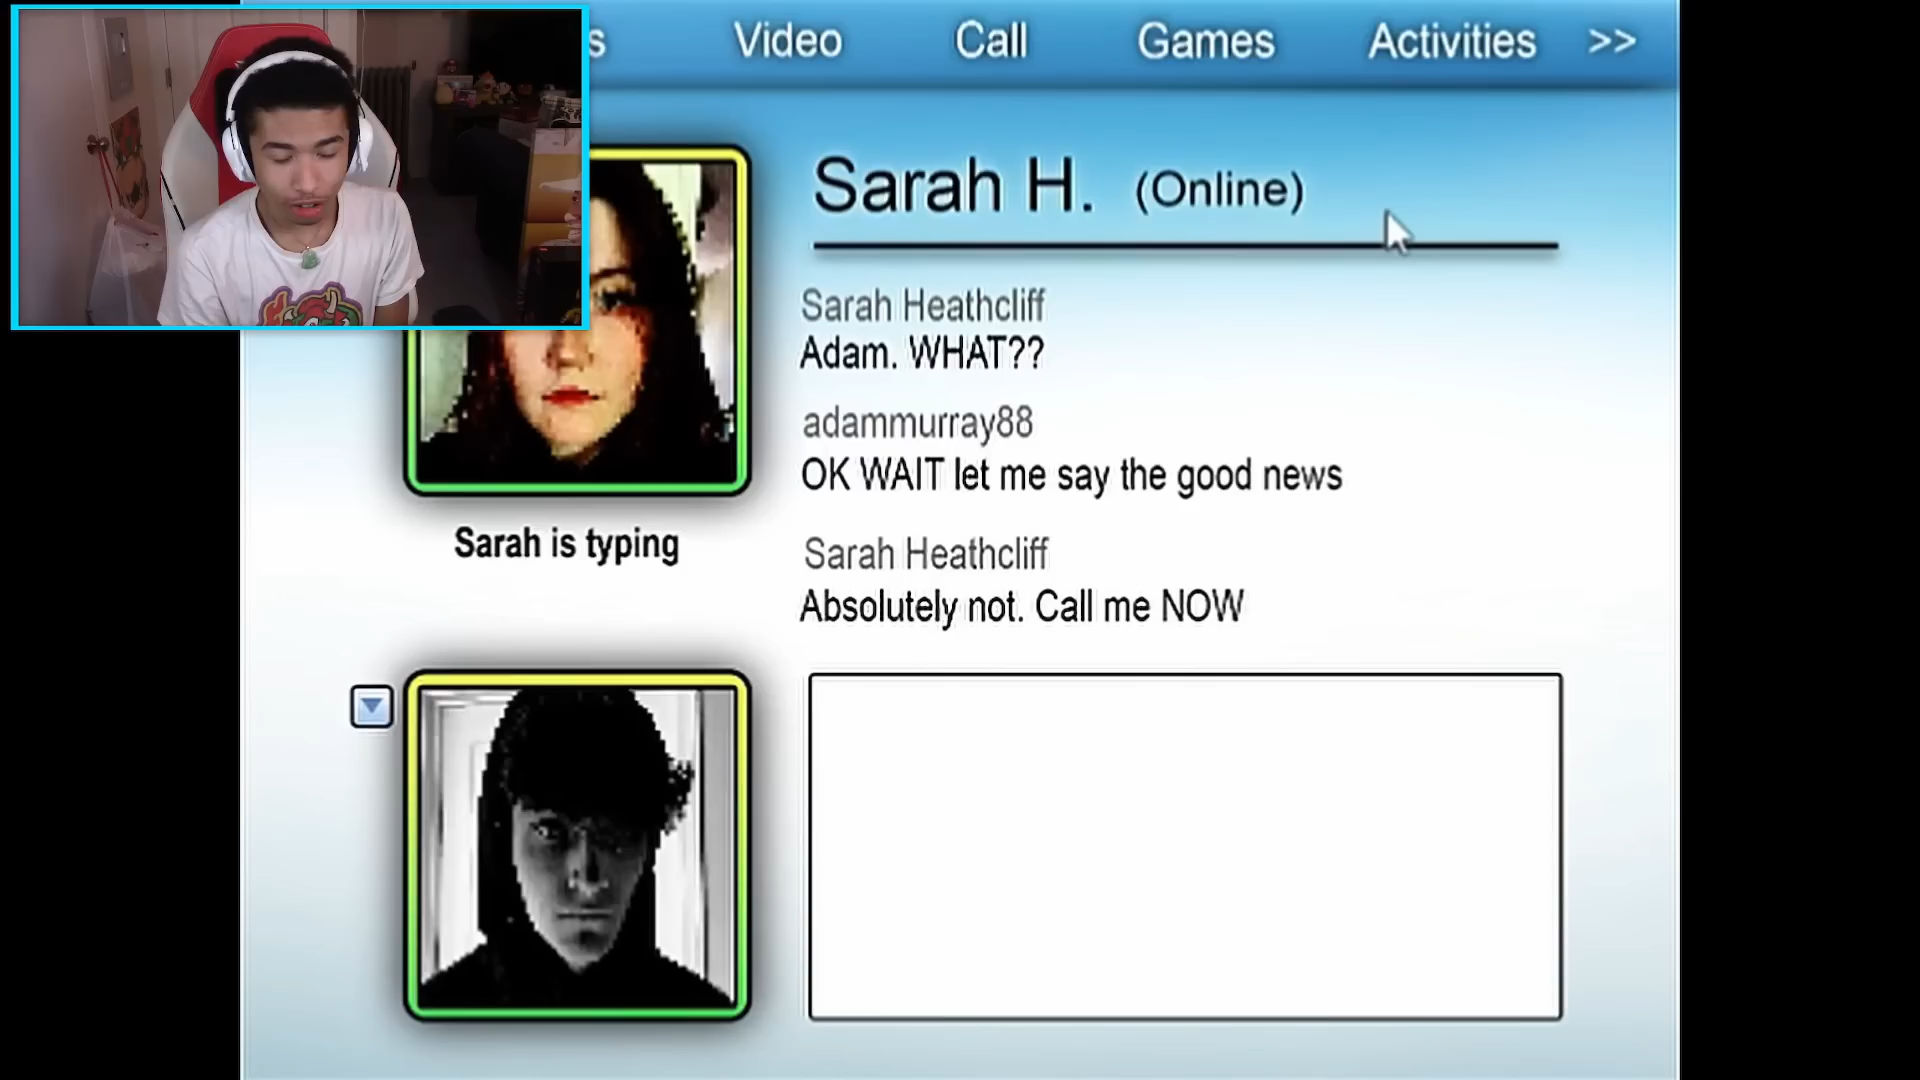 s Video Call Games Activities >>
Sarah H. (Online)
Sarah Heathcliff
Adam. WHAT??
adammurray88
OK WAIT let me say the good news
Sarah is typing
Sarah Heathcliff
Absolutely not. Call me NOW